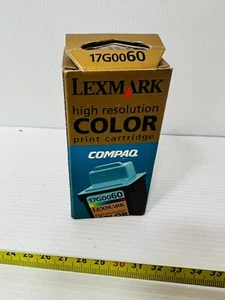 17G0060
LEXMARK
high resolution
COLOR
print cartridge
COMPAQ
17G0060
LEXMARK
COLOR
24 25 26 27 28 29 30 31 32 33 34 35